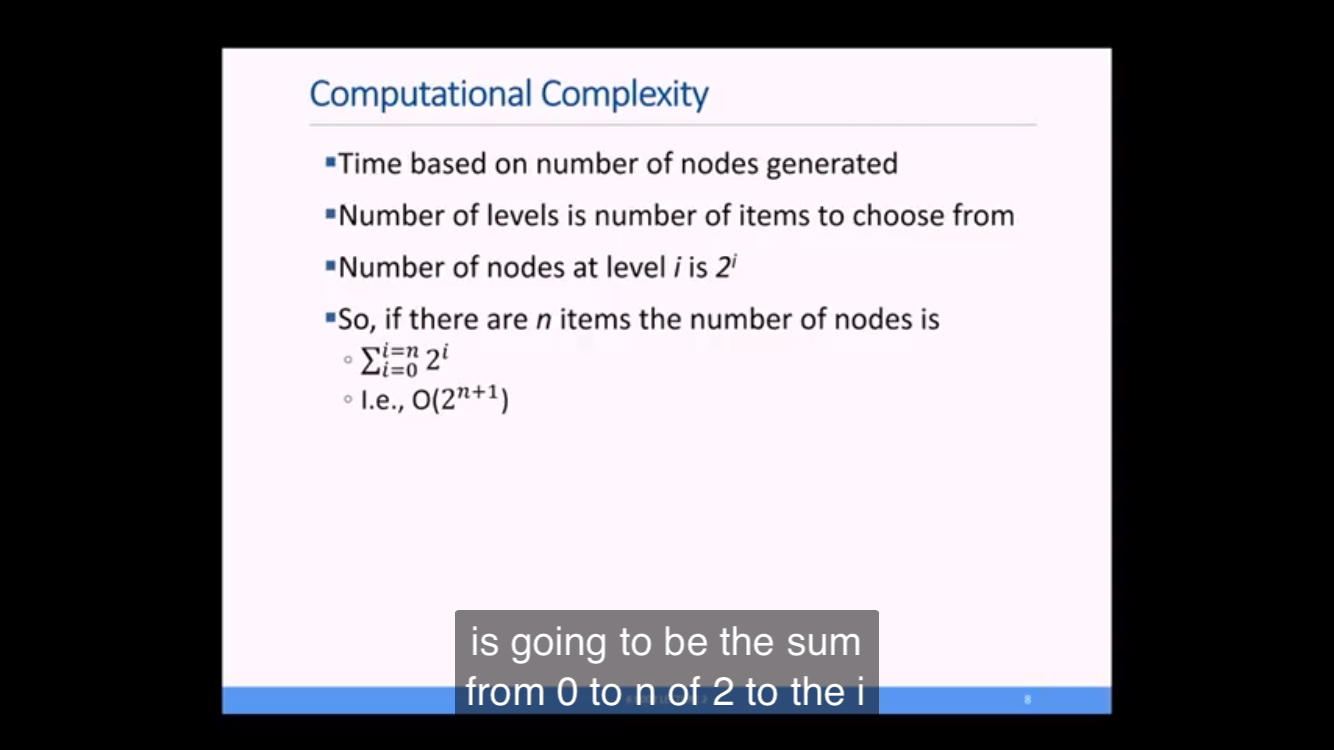 Computational Complexity
▪Time based on number of nodes generated
▪Number of levels is number of items to choose from
▪Number of nodes at level i is 2^i
▪So, if there are n items the number of nodes is
◦ ∑_{i=0}^{i=n} 2^i
◦ I.e., O(2^{n+1})
is going to be the sum
from 0 to n of 2 to the i
8